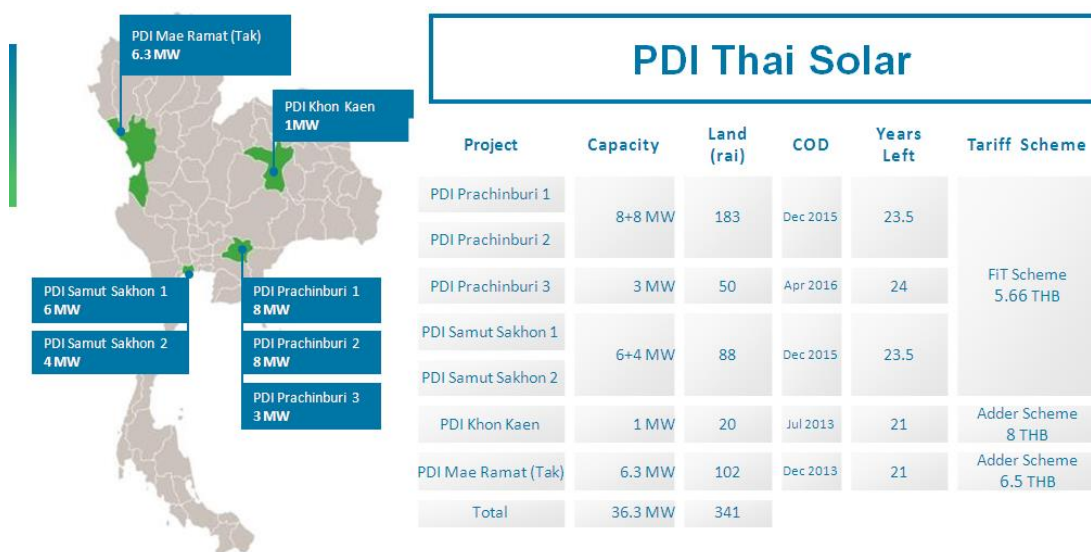 PDI Mae Ramat (Tak)
6.3 MW
PDI Khon Kaen
1MW
PDI Samut Sakhon 1
6 MW
PDI Samut Sakhon 2
4 MW
PDI Prachinburi 1
8 MW
PDI Prachinburi 2
8 MW
PDI Prachinburi 3
3 MW
PDI Thai Solar
Project Capacity Land (rai) COD Years Left Tariff Scheme
PDI Prachinburi 1
PDI Prachinburi 2
8+8 MW 183 Dec 2015 23.5
PDI Prachinburi 3 3 MW 50 Apr 2016 24
FiT Scheme
5.66 THB
PDI Samut Sakhon 1
PDI Samut Sakhon 2
6+4 MW 88 Dec 2015 23.5
PDI Khon Kaen 1 MW 20 Jul 2013 21 Adder Scheme 8 THB
PDI Mae Ramat (Tak) 6.3 MW 102 Dec 2013 21 Adder Scheme 6.5 THB
Total 36.3 MW 341